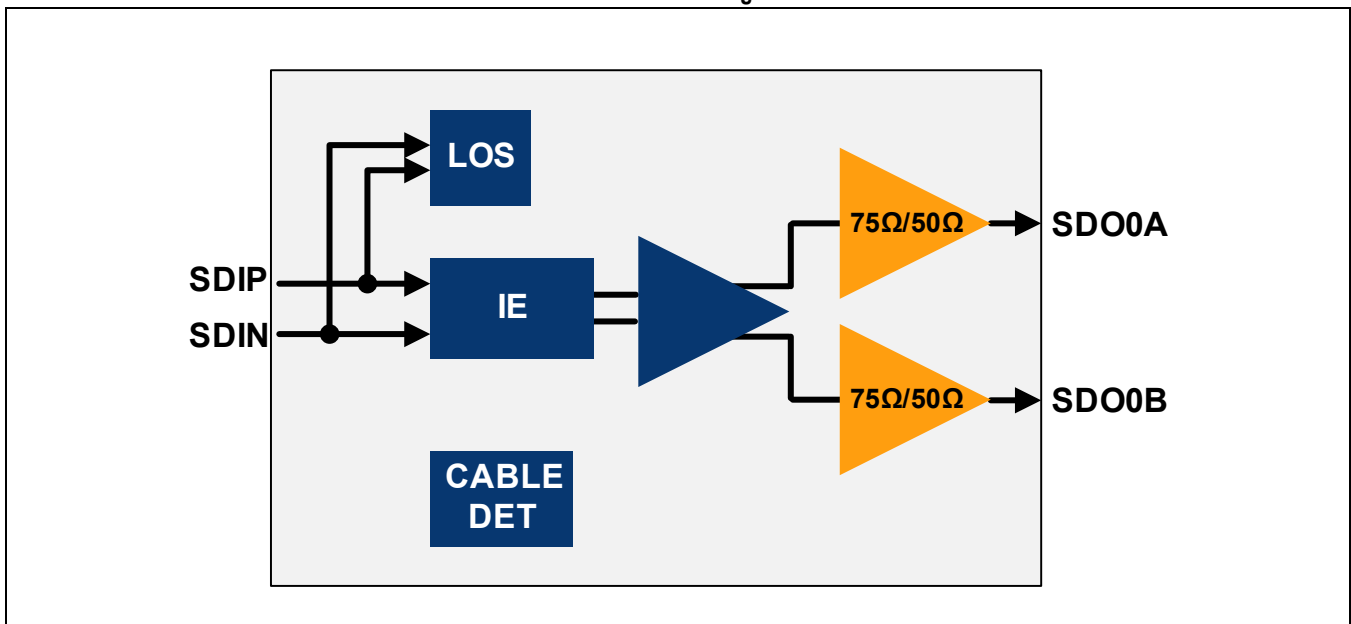 LOS
75Ω/50Ω
SDO0A
SDIP
IE
SDIN
75Ω/50Ω
SDO0B
CABLE
DET